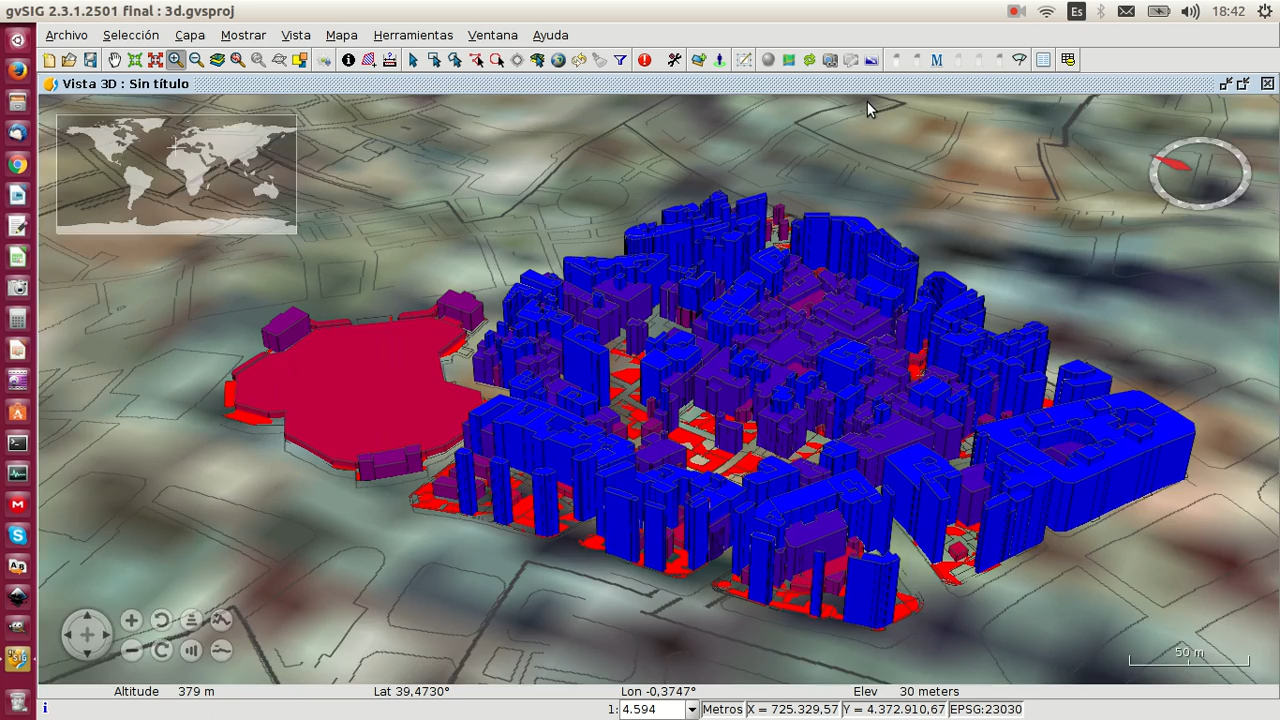 gvSIG 2.3.1.2501 final : 3d.gvsproj
Es
18:42
Archivo Selección Capa Mostrar Vista Mapa Herramientas Ventana Ayuda
M
Vista 3D : Sin título
50 m
Altitude 379 m Lat 39,4730° Lon -0,3747° Elev 30 meters
1: 4.594 Metros X = 725.329,57 Y = 4.372.910,67 EPSG:23030